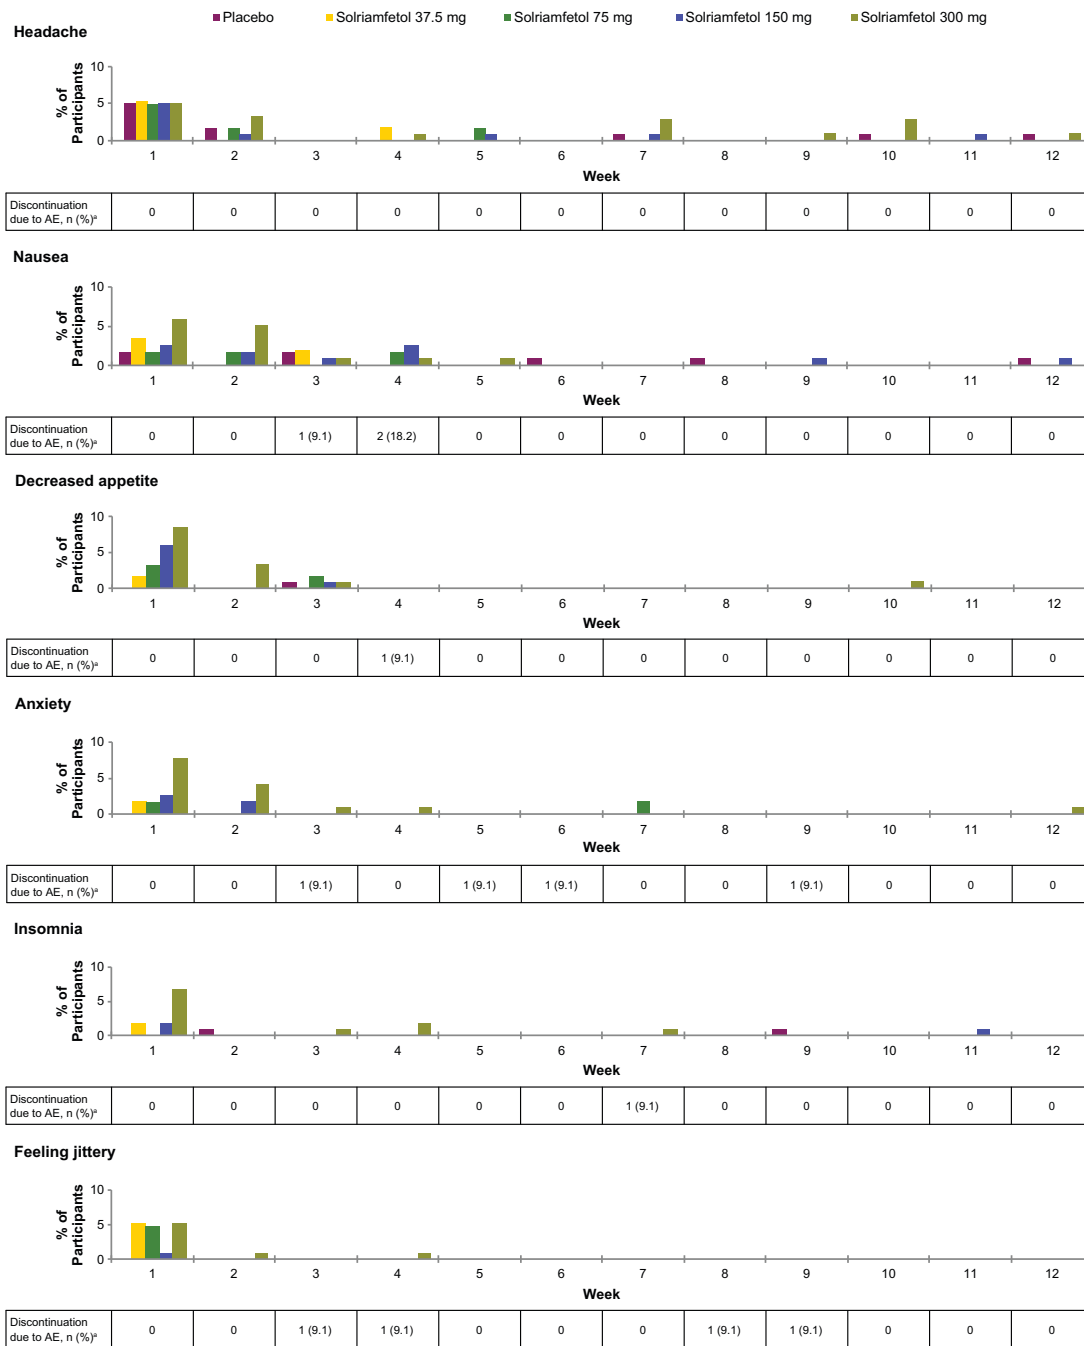 Placebo Solriamfetol 37.5 mg Solriamfetol 75 mg Solriamfetol 150 mg Solriamfetol 300 mg
Headache
% of
Participants
10
5
0
1 2 3 4 5 6 7 8 9 10 11 12
Week
Discontinuation
due to AE, n (%)ᵃ
0 0 0 0 0 0 0 0 0 0 0 0
Nausea
% of
Participants
10
5
0
1 2 3 4 5 6 7 8 9 10 11 12
Week
Discontinuation
due to AE, n (%)ᵃ
0 0 1 (9.1) 2 (18.2) 0 0 0 0 0 0 0 0
Decreased appetite
% of
Participants
10
5
0
1 2 3 4 5 6 7 8 9 10 11 12
Week
Discontinuation
due to AE, n (%)ᵃ
0 0 0 1 (9.1) 0 0 0 0 0 0 0 0
Anxiety
% of
Participants
10
5
0
1 2 3 4 5 6 7 8 9 10 11 12
Week
Discontinuation
due to AE, n (%)ᵃ
0 0 1 (9.1) 0 1 (9.1) 1 (9.1) 0 0 1 (9.1) 0 0 0
Insomnia
% of
Participants
10
5
0
1 2 3 4 5 6 7 8 9 10 11 12
Week
Discontinuation
due to AE, n (%)ᵃ
0 0 0 0 0 0 1 (9.1) 0 0 0 0 0
Feeling jittery
% of
Participants
10
5
0
1 2 3 4 5 6 7 8 9 10 11 12
Week
Discontinuation
due to AE, n (%)ᵃ
0 0 1 (9.1) 1 (9.1) 0 0 0 1 (9.1) 1 (9.1) 0 0 0